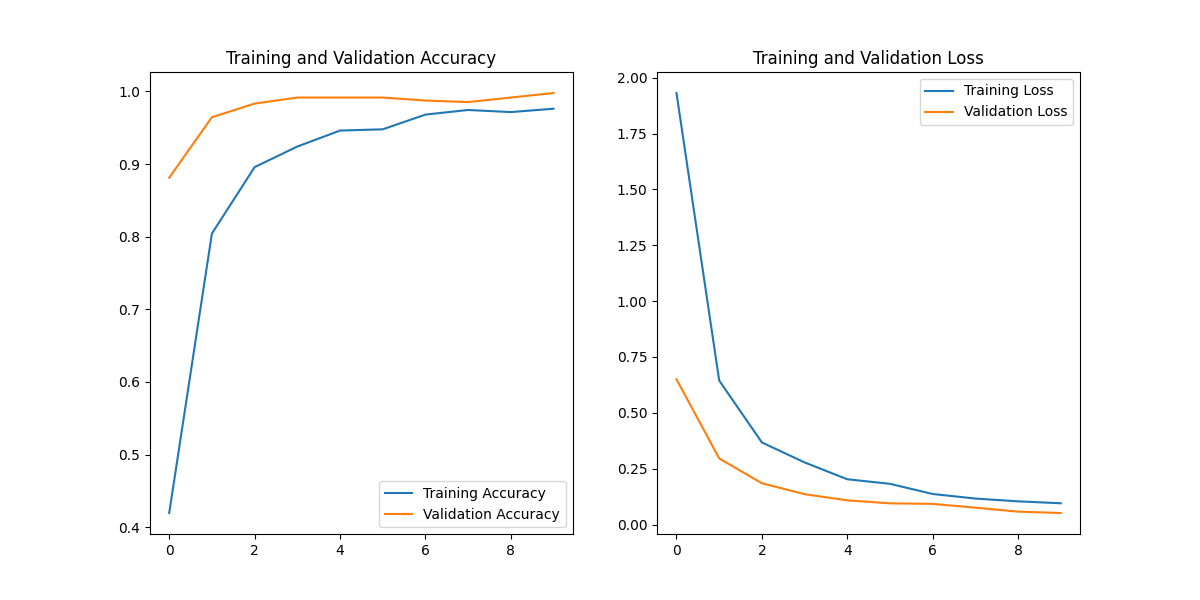 Training and Validation Accuracy
1.0
0.9
0.8
0.7
0.6
0.5
0.4
0 2 4 6 8
Training Accuracy
Validation Accuracy
Training and Validation Loss
2.00
1.75
1.50
1.25
1.00
0.75
0.50
0.25
0.00
0 2 4 6 8
Training Loss
Validation Loss